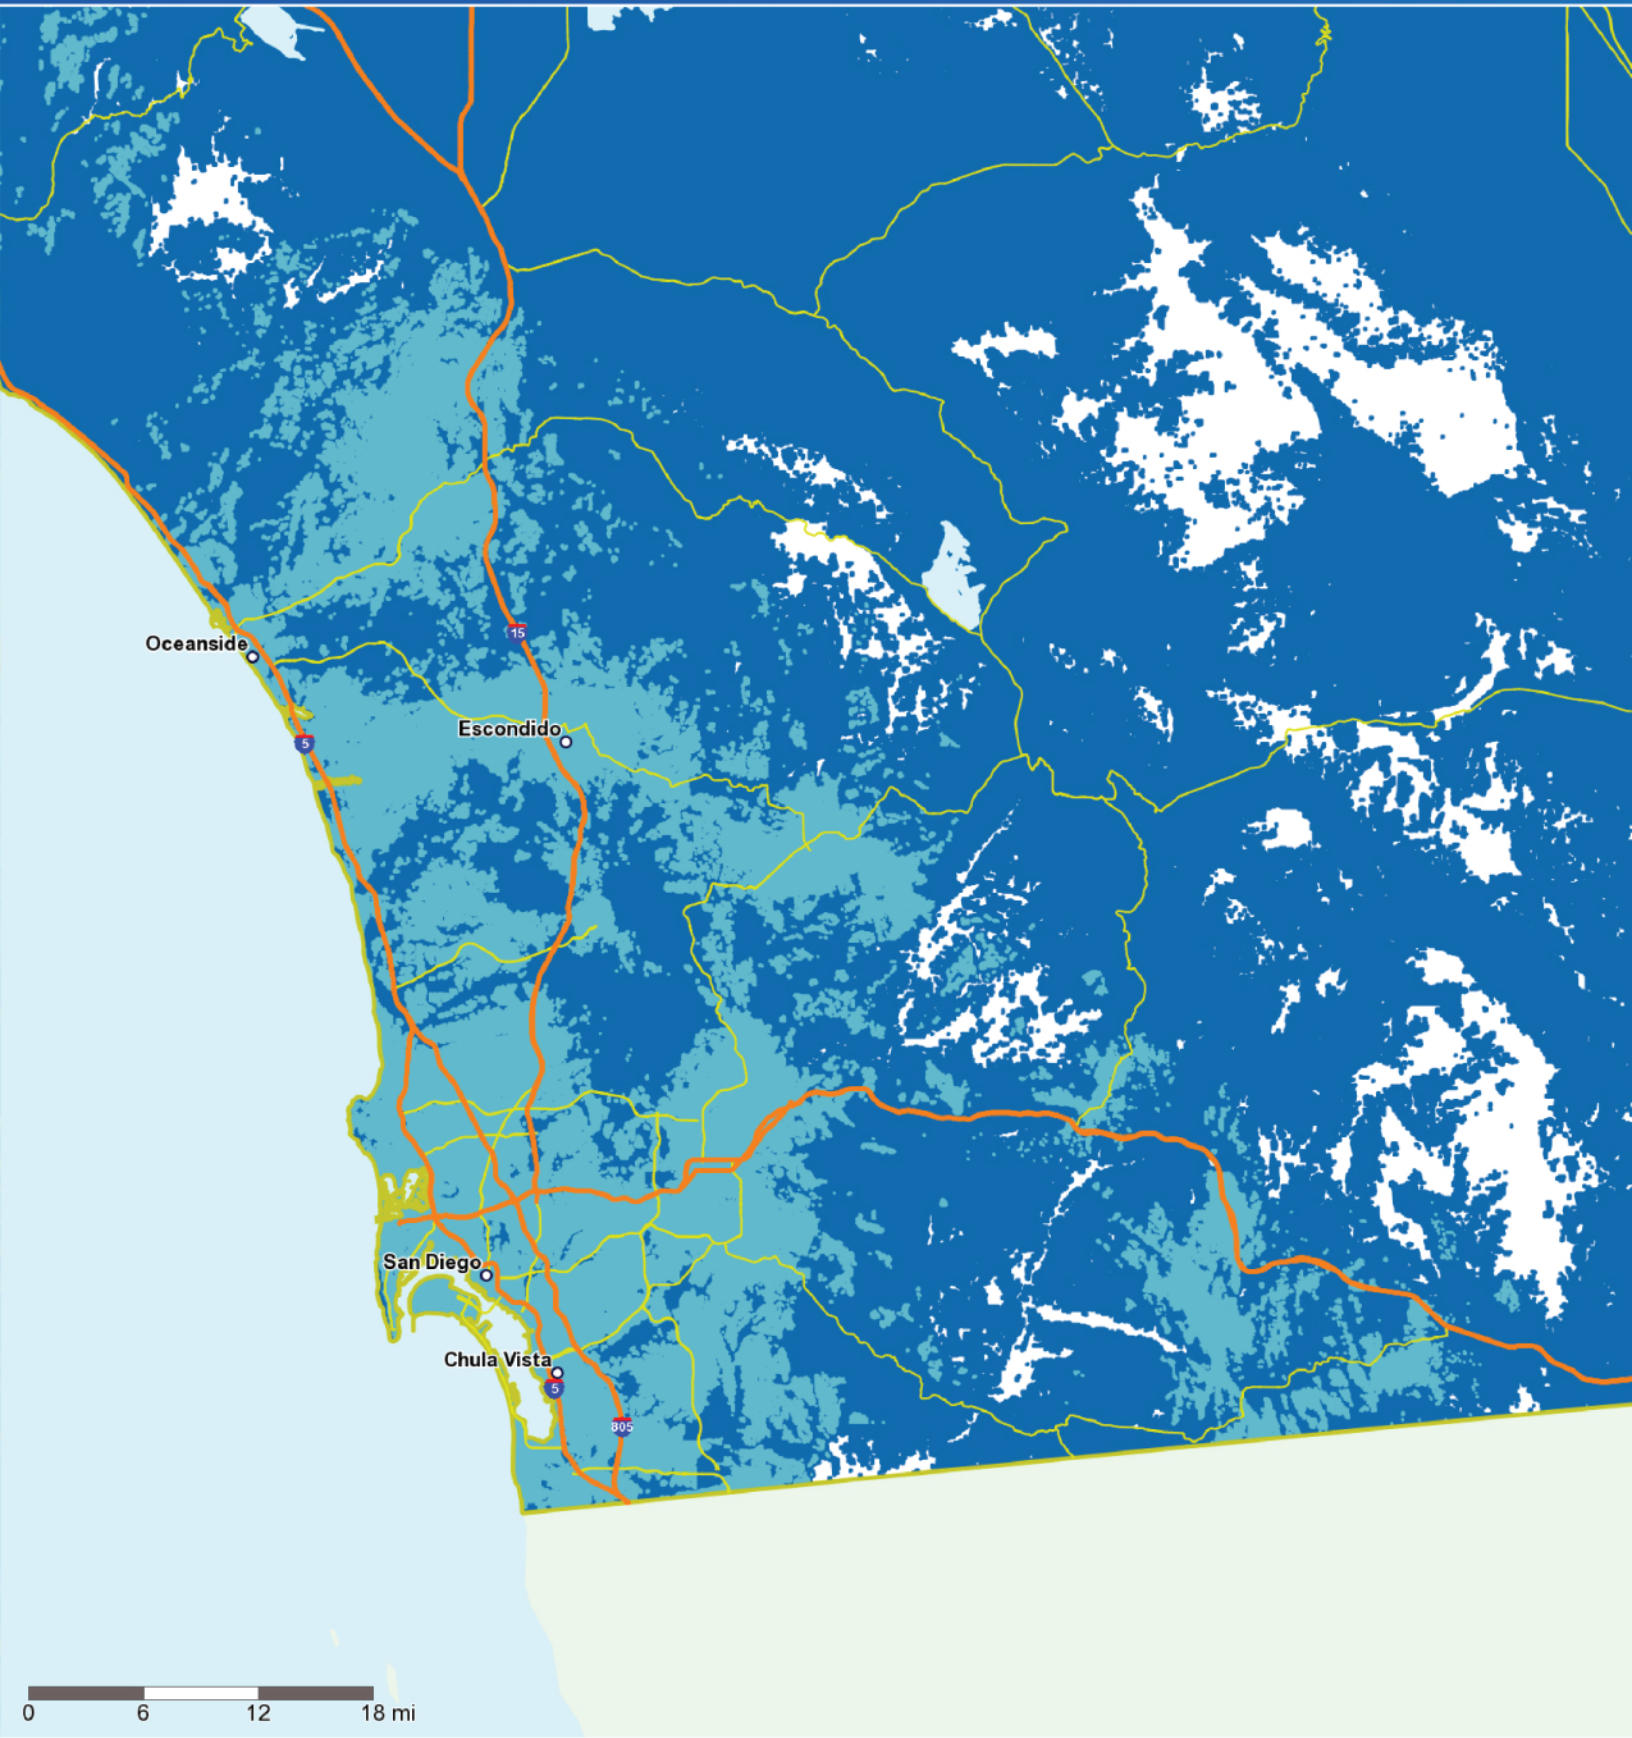 15
Oceanside
Escondido
5
San Diego
Chula Vista
5
805
0 6 12 18 mi